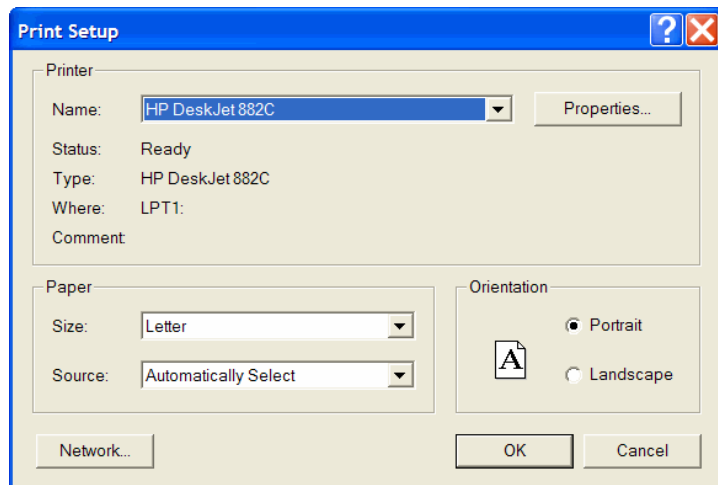 Print Setup
Printer
Name: HP DeskJet 882C Properties...
Status: Ready
Type: HP DeskJet 882C
Where: LPT1:
Comment:
Paper
Size: Letter
Source: Automatically Select
Orientation
Portrait
A
Landscape
Network... OK Cancel